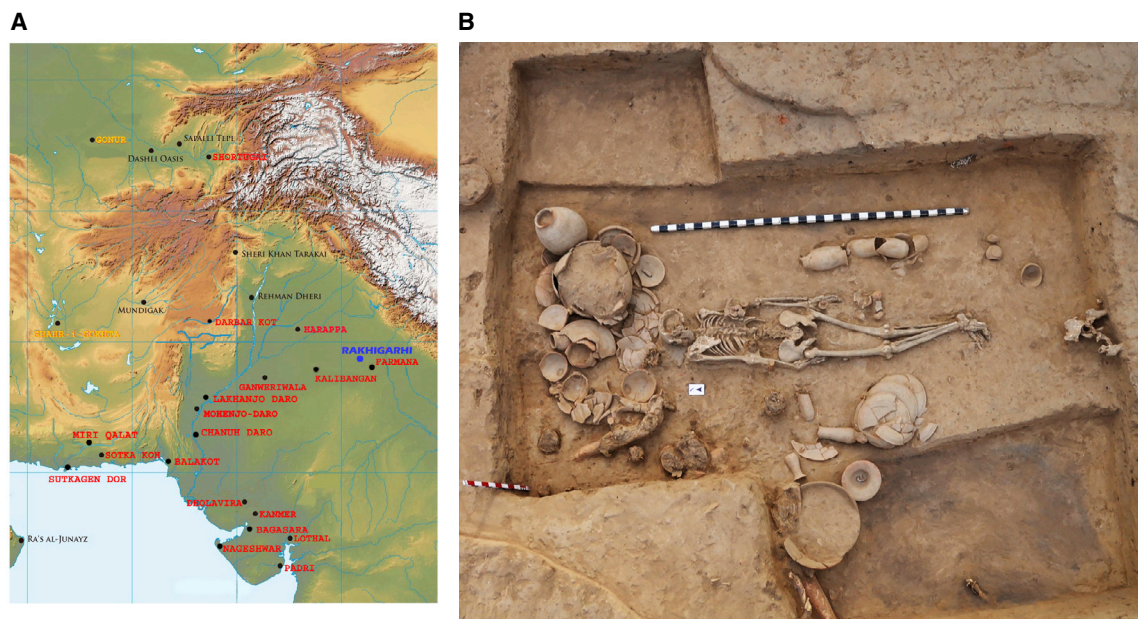 A
B
GONUR
SAPALLI TEPE
DASHLI OASIS
SHORTUGAI
SHERI KHAN TARAKAI
REHMAN DHERI
MUNDIGAK
SHAHR-I-SOKHTA
DARBAR KOT
HARAPPA
RAKHIGARHI
FARMANA
KALIBANGAN
GANWERIWALA
LAKHANJO DARO
MOHENJO-DARO
CHANUH DARO
MIRI QALAT
SOTKA KOH
BALAKOT
SUTKAGEN DOR
DHOLAVIRA
KANMER
BAGASARA
LOTHAL
RA'S AL-JUNAYZ
NAGESHWAR
PADRI